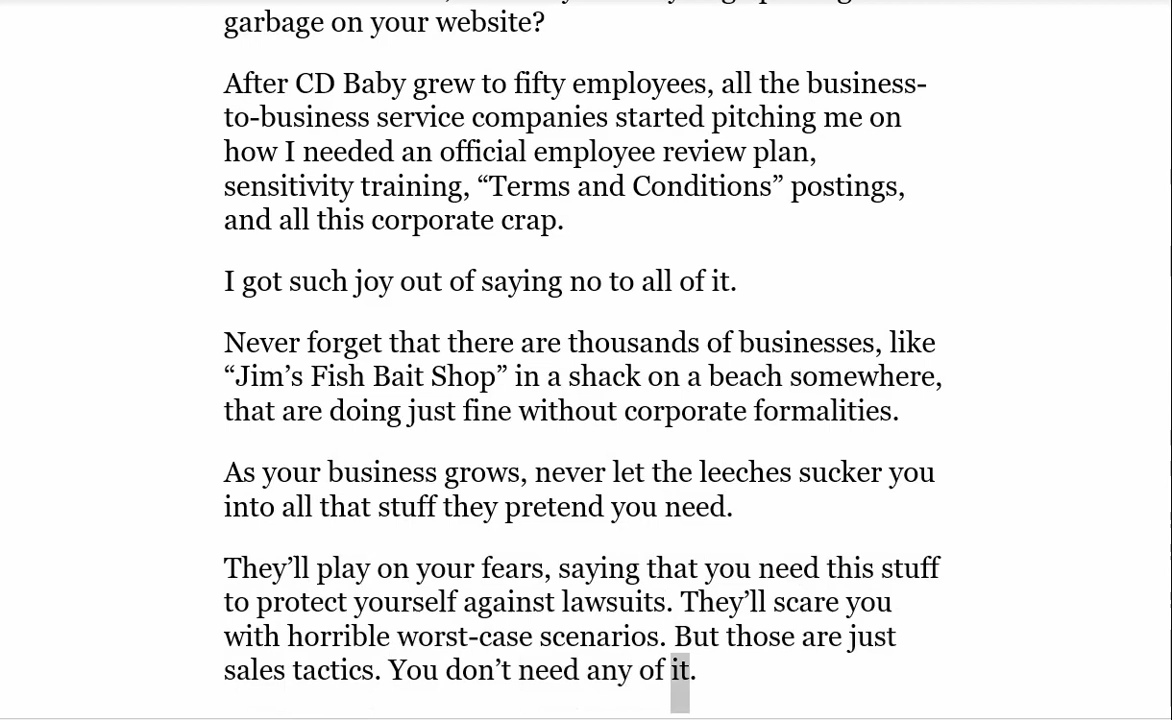 garbage on your website?
After CD Baby grew to fifty employees, all the business-
to-business service companies started pitching me on
how I needed an official employee review plan,
sensitivity training, “Terms and Conditions” postings,
and all this corporate crap.
I got such joy out of saying no to all of it.
Never forget that there are thousands of businesses, like
“Jim’s Fish Bait Shop” in a shack on a beach somewhere,
that are doing just fine without corporate formalities.
As your business grows, never let the leeches sucker you
into all that stuff they pretend you need.
They’ll play on your fears, saying that you need this stuff
to protect yourself against lawsuits. They’ll scare you
with horrible worst-case scenarios. But those are just
sales tactics. You don’t need any of it.